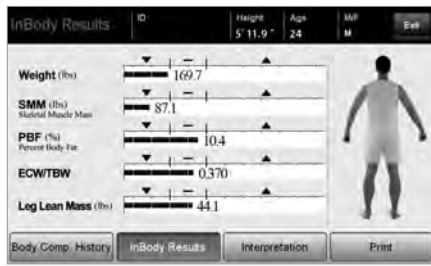 InBody Results
ID
Height
5' 11.9"
Age
24
M/F
M
Exit
Weight (lbs)
169.7
SMM (lbs)
Skeletal Muscle Mass
87.1
PBF (%)
Percent Body Fat
10.4
ECW/TBW
0.370
Leg Lean Mass (lbs)
44.1
Body Comp. History
InBody Results
Interpretation
Print